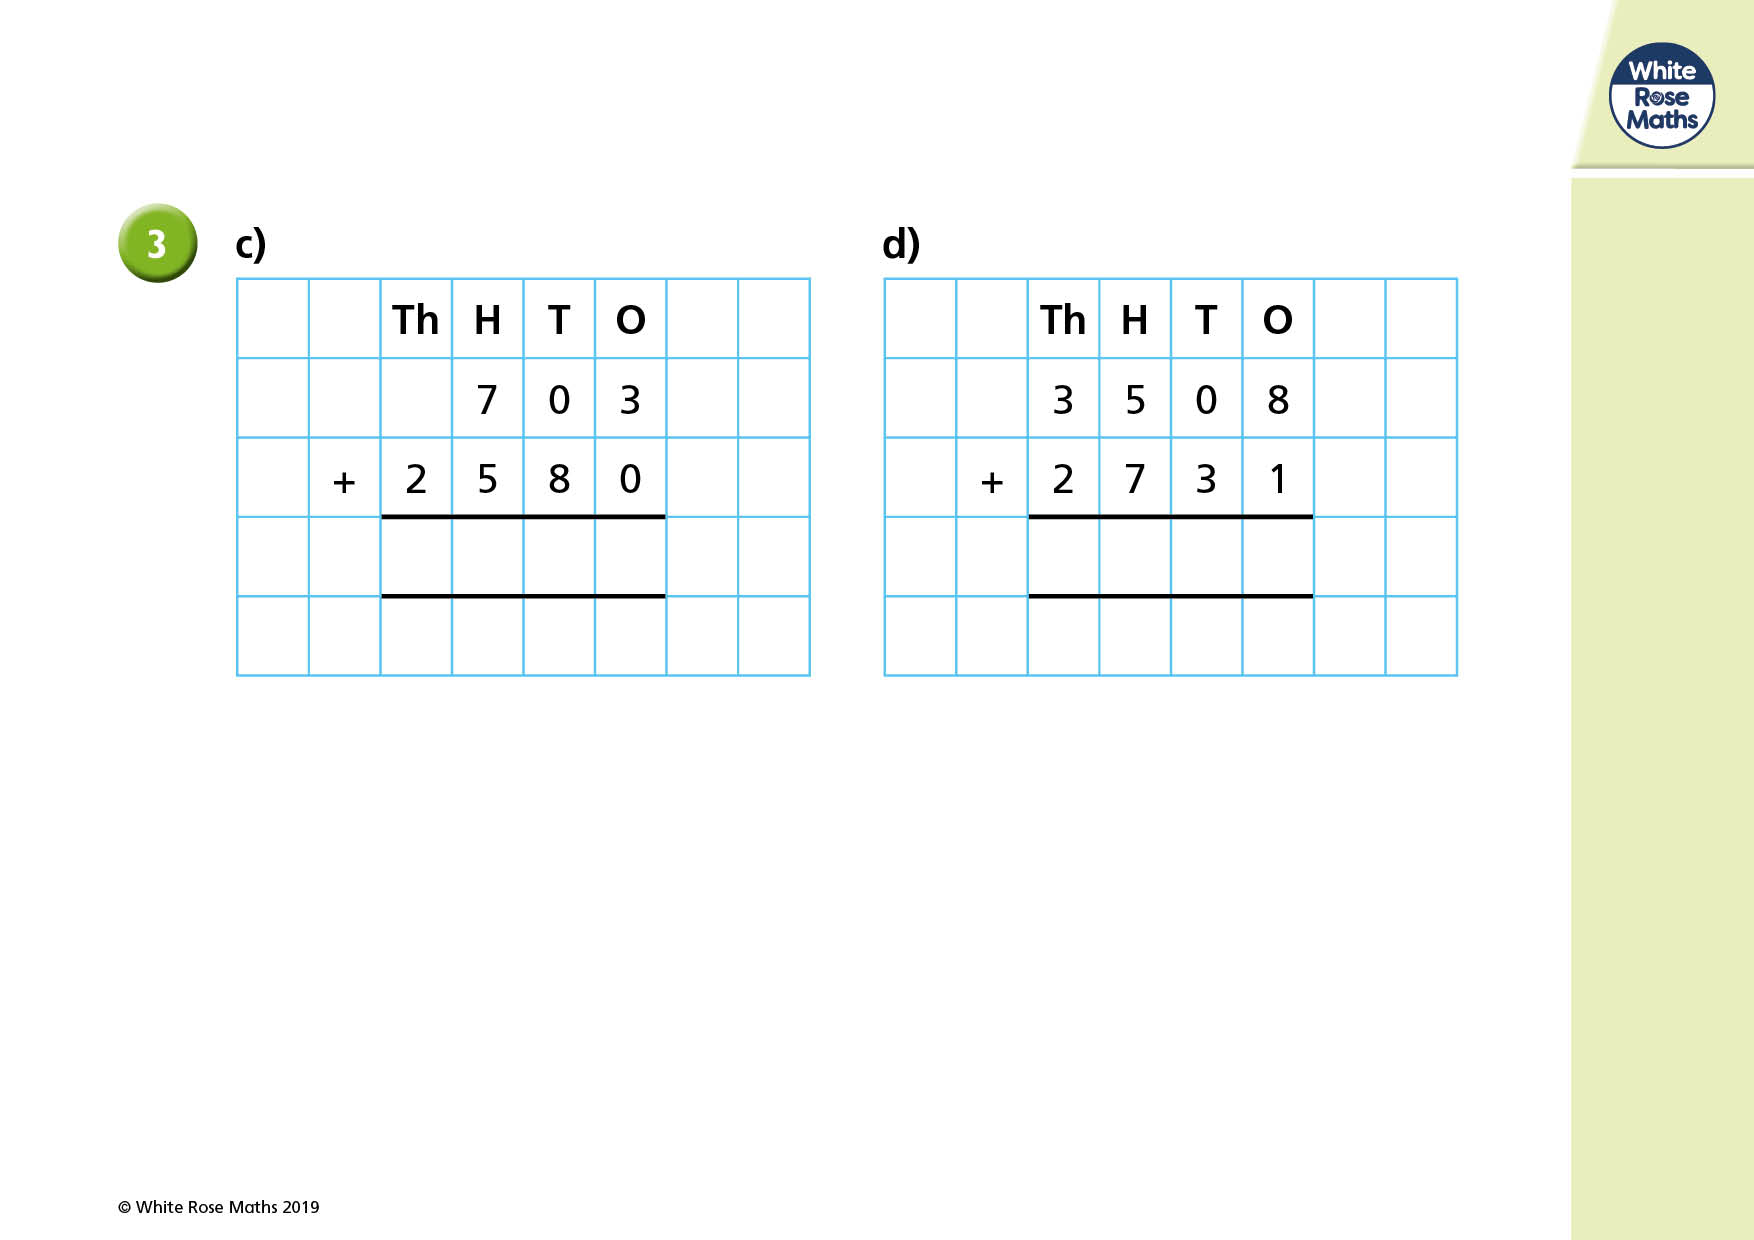 White
Rose
Maths
3 c)
Th H T O
7 0 3
+ 2 5 8 0
d)
Th H T O
3 5 0 8
+ 2 7 3 1
© White Rose Maths 2019